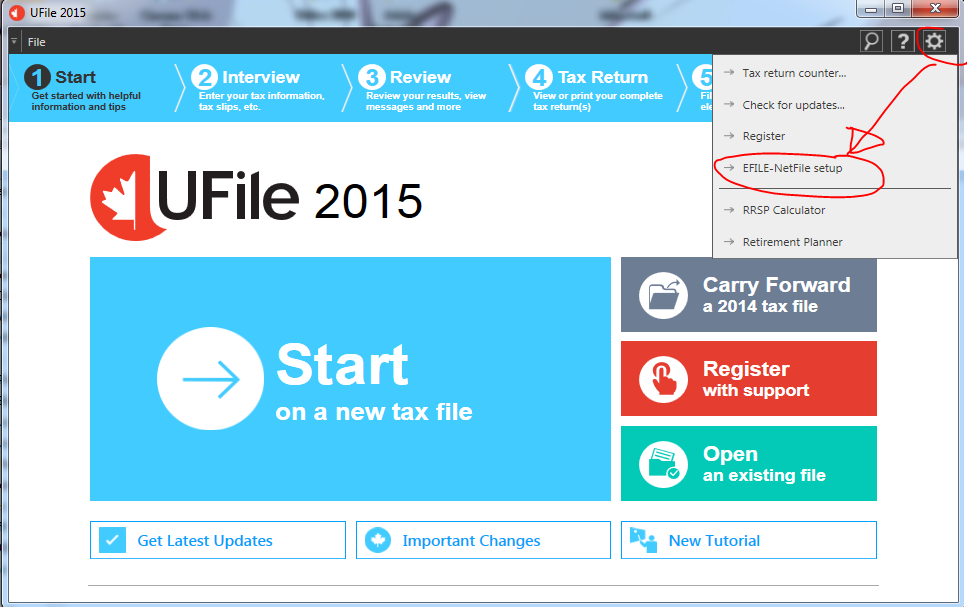 UFile 2015
File
?
1 Start
Get started with helpful
information and tips
2 Interview
Enter your tax information,
tax slips, etc.
3 Review
Review your results, view
messages and more
4 Tax Return
View or print your complete
tax return(s)
5
Tax return counter...
Check for updates...
Register
EFILE-NetFile setup
RRSP Calculator
Retirement Planner
UFile 2015
Start
on a new tax file
Carry Forward
a 2014 tax file
Register
with support
Open
an existing file
Get Latest Updates
Important Changes
New Tutorial